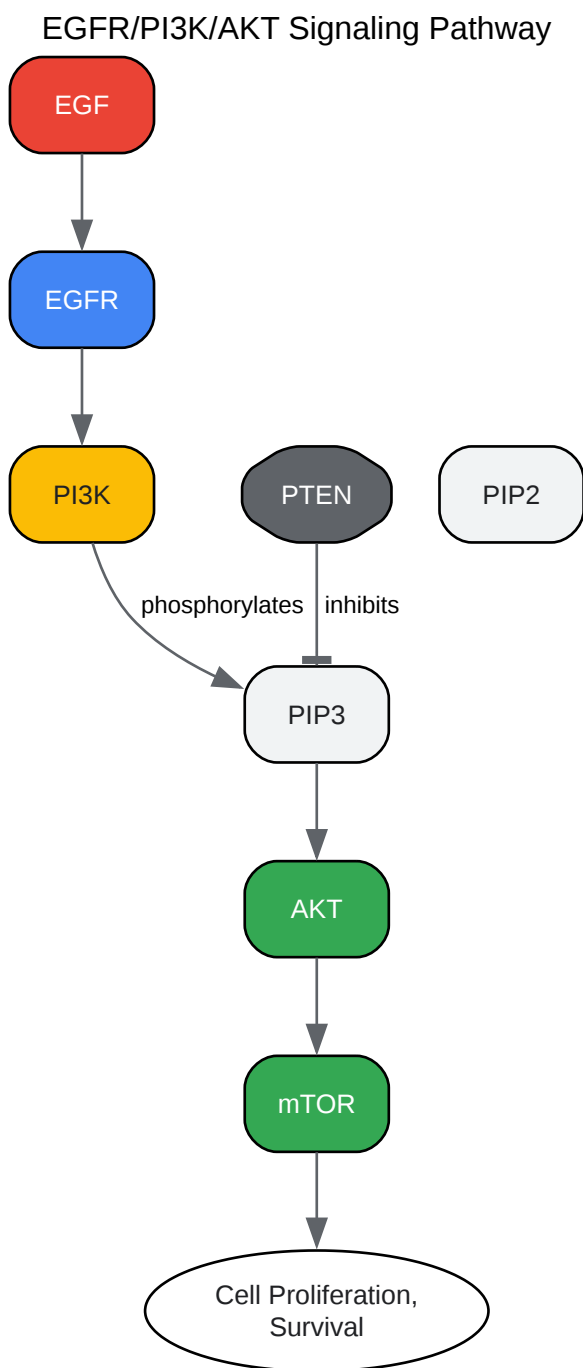 EGFR/PI3K/AKT Signaling Pathway
EGF
EGFR
PI3K
PTEN
PIP2
phosphorylates
inhibits
PIP3
AKT
mTOR
Cell Proliferation,
Survival